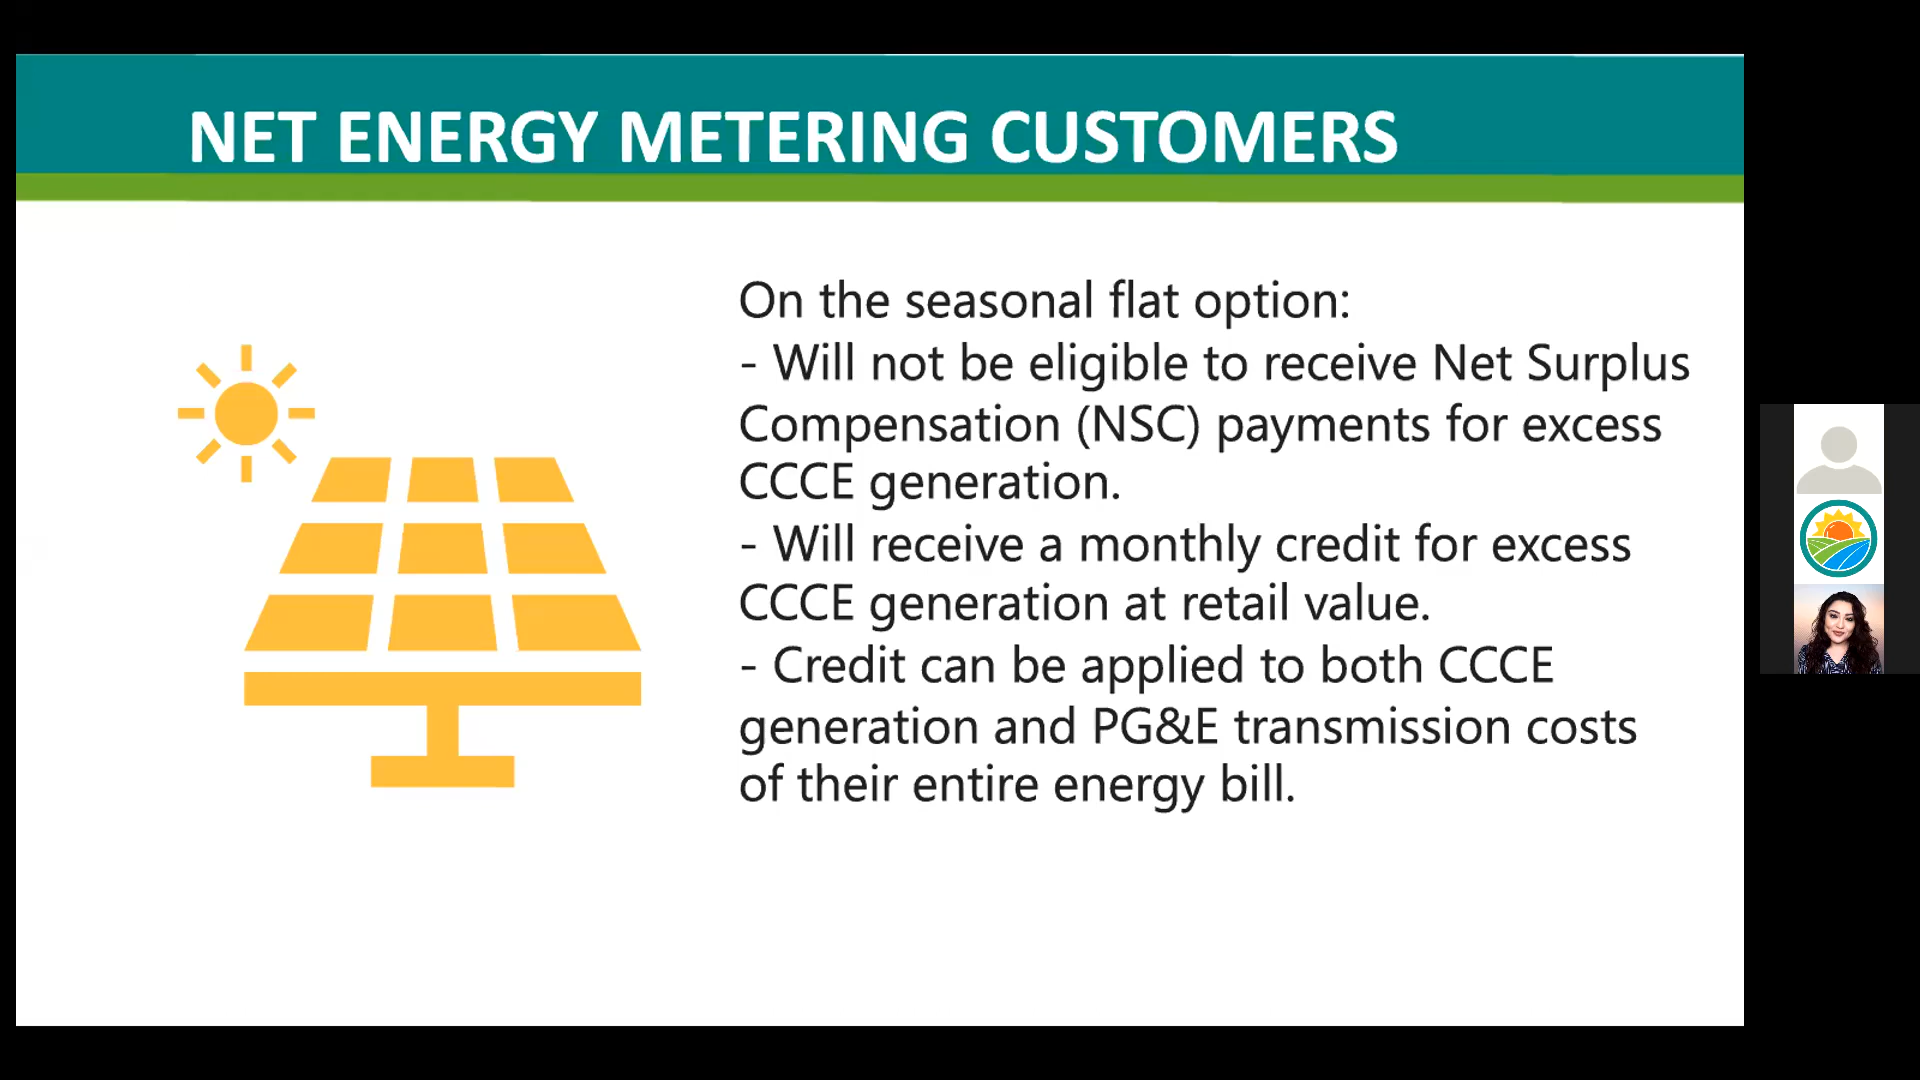 NET ENERGY METERING CUSTOMERS
On the seasonal flat option:
- Will not be eligible to receive Net Surplus
Compensation (NSC) payments for excess
CCCE generation.
- Will receive a monthly credit for excess
CCCE generation at retail value.
- Credit can be applied to both CCCE
generation and PG&E transmission costs
of their entire energy bill.